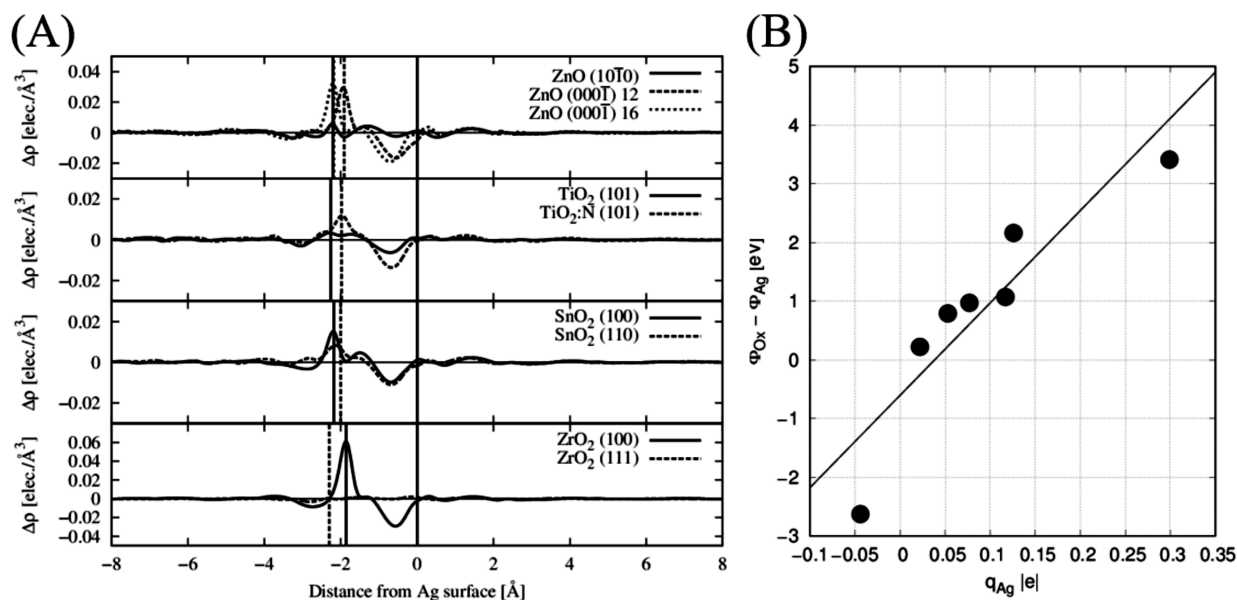 (A)
Δρ [elec./Å³]
0.04
0
−0.02
ZnO (101̄0)
ZnO (0001̄) 12
ZnO (0001̄) 16
Δρ [elec./Å³]
0.02
0
−0.02
TiO₂ (101)
TiO₂:N (101)
Δρ [elec./Å³]
0.02
0
−0.02
SnO₂ (100)
SnO₂ (110)
Δρ [elec./Å³]
0.06
0.04
0.02
0
−0.02
−0.04
ZrO₂ (100)
ZrO₂ (111)
−8 −6 −4 −2 0 2 4 6 8
Distance from Ag surface [Å]
(B)
Φ_Ox − Φ_Ag [eV]
5
4
3
2
1
0
−1
−2
−3
−0.1 −0.05 0 0.05 0.1 0.15 0.2 0.25 0.3 0.35
q_Ag |e|